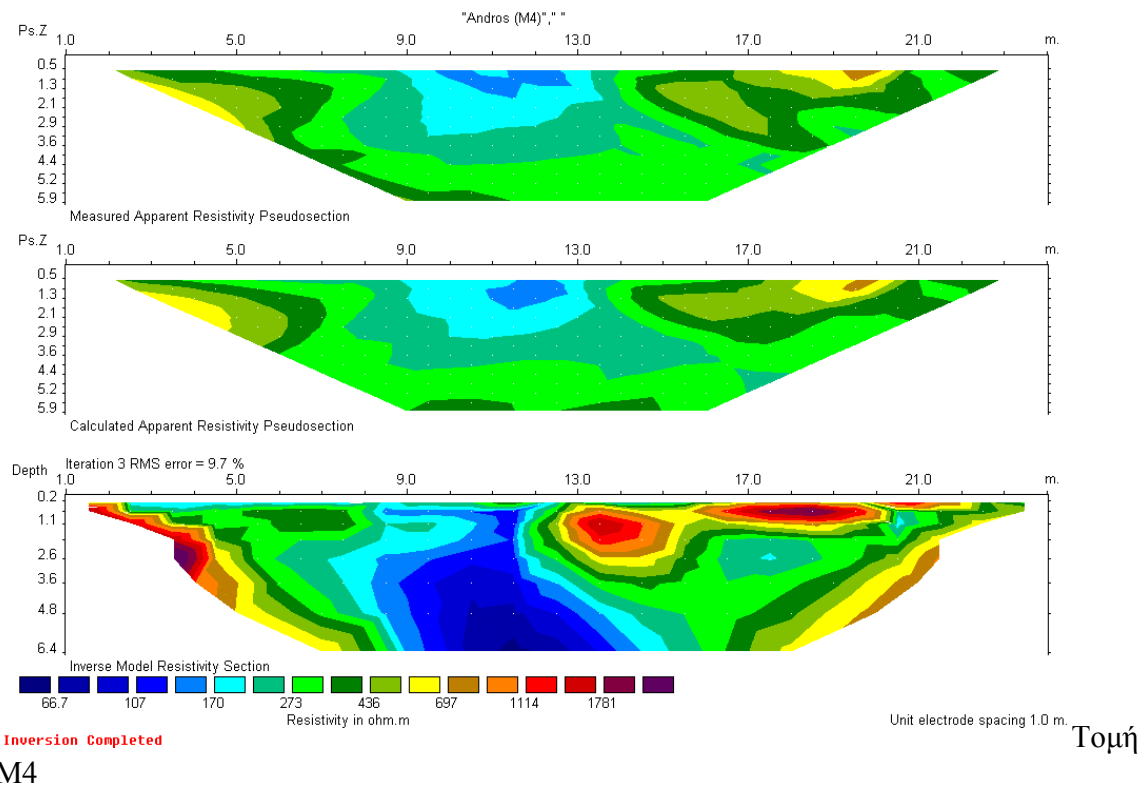 "Andros (M4)"," "
Ps.Z 1.0 5.0 9.0 13.0 17.0 21.0 m.
0.5
1.3
2.1
2.9
3.6
4.4
5.2
5.9
Measured Apparent Resistivity Pseudosection
Ps.Z 1.0 5.0 9.0 13.0 17.0 21.0 m.
0.5
1.3
2.1
2.9
3.6
4.4
5.2
5.9
Calculated Apparent Resistivity Pseudosection
Iteration 3 RMS error = 9.7 %
Depth 1.0 5.0 9.0 13.0 17.0 21.0 m.
0.2
1.1
2.6
3.6
4.8
6.4
Inverse Model Resistivity Section
66.7 107 170 273 436 697 1114 1781
Resistivity in ohm.m
Unit electrode spacing 1.0 m.
Inversion Completed
Τομή
M4